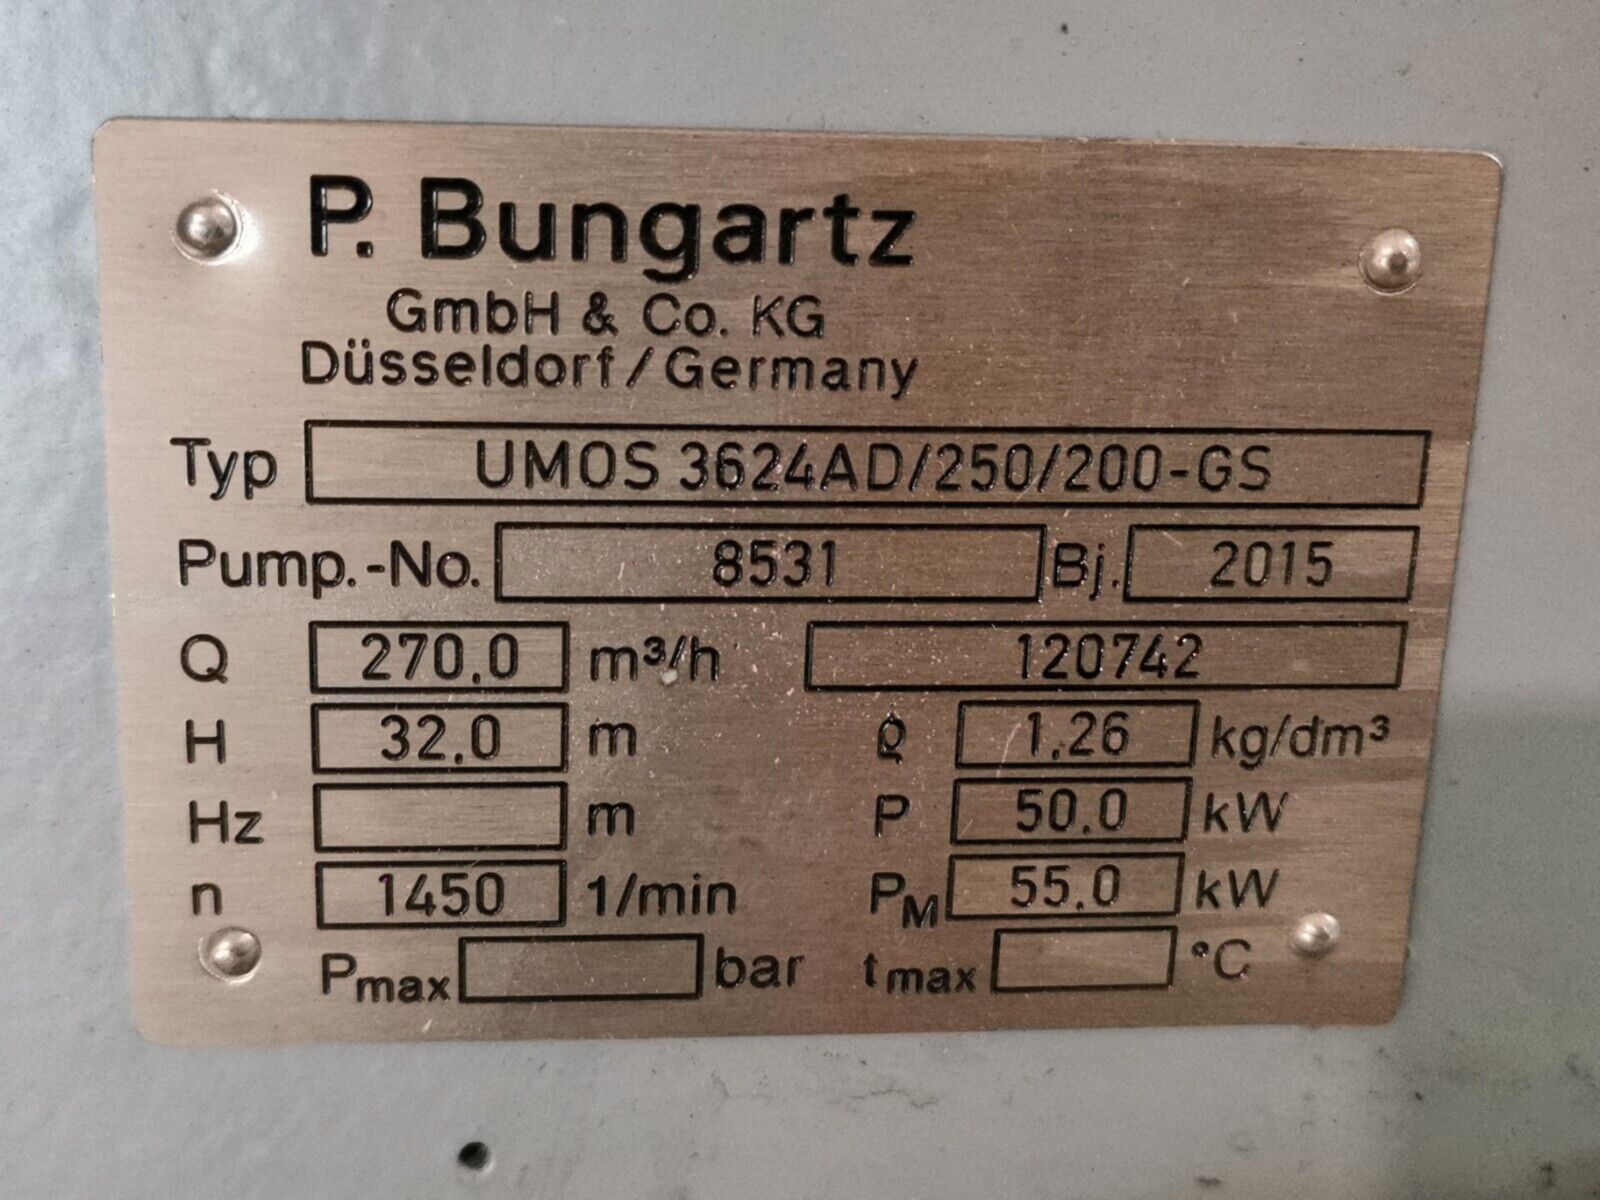 P. Bungartz
GmbH & Co. KG
Düsseldorf/Germany
Typ UMOS 3624AD/250/200-GS
Pump.-No. 8531 Bj. 2015
Q 270.0 m³/h 120742
H 32.0 m ϱ 1.26 kg/dm³
Hz m P 50.0 kW
n 1450 1/min PM 55.0 kW
Pmax bar tmax °C